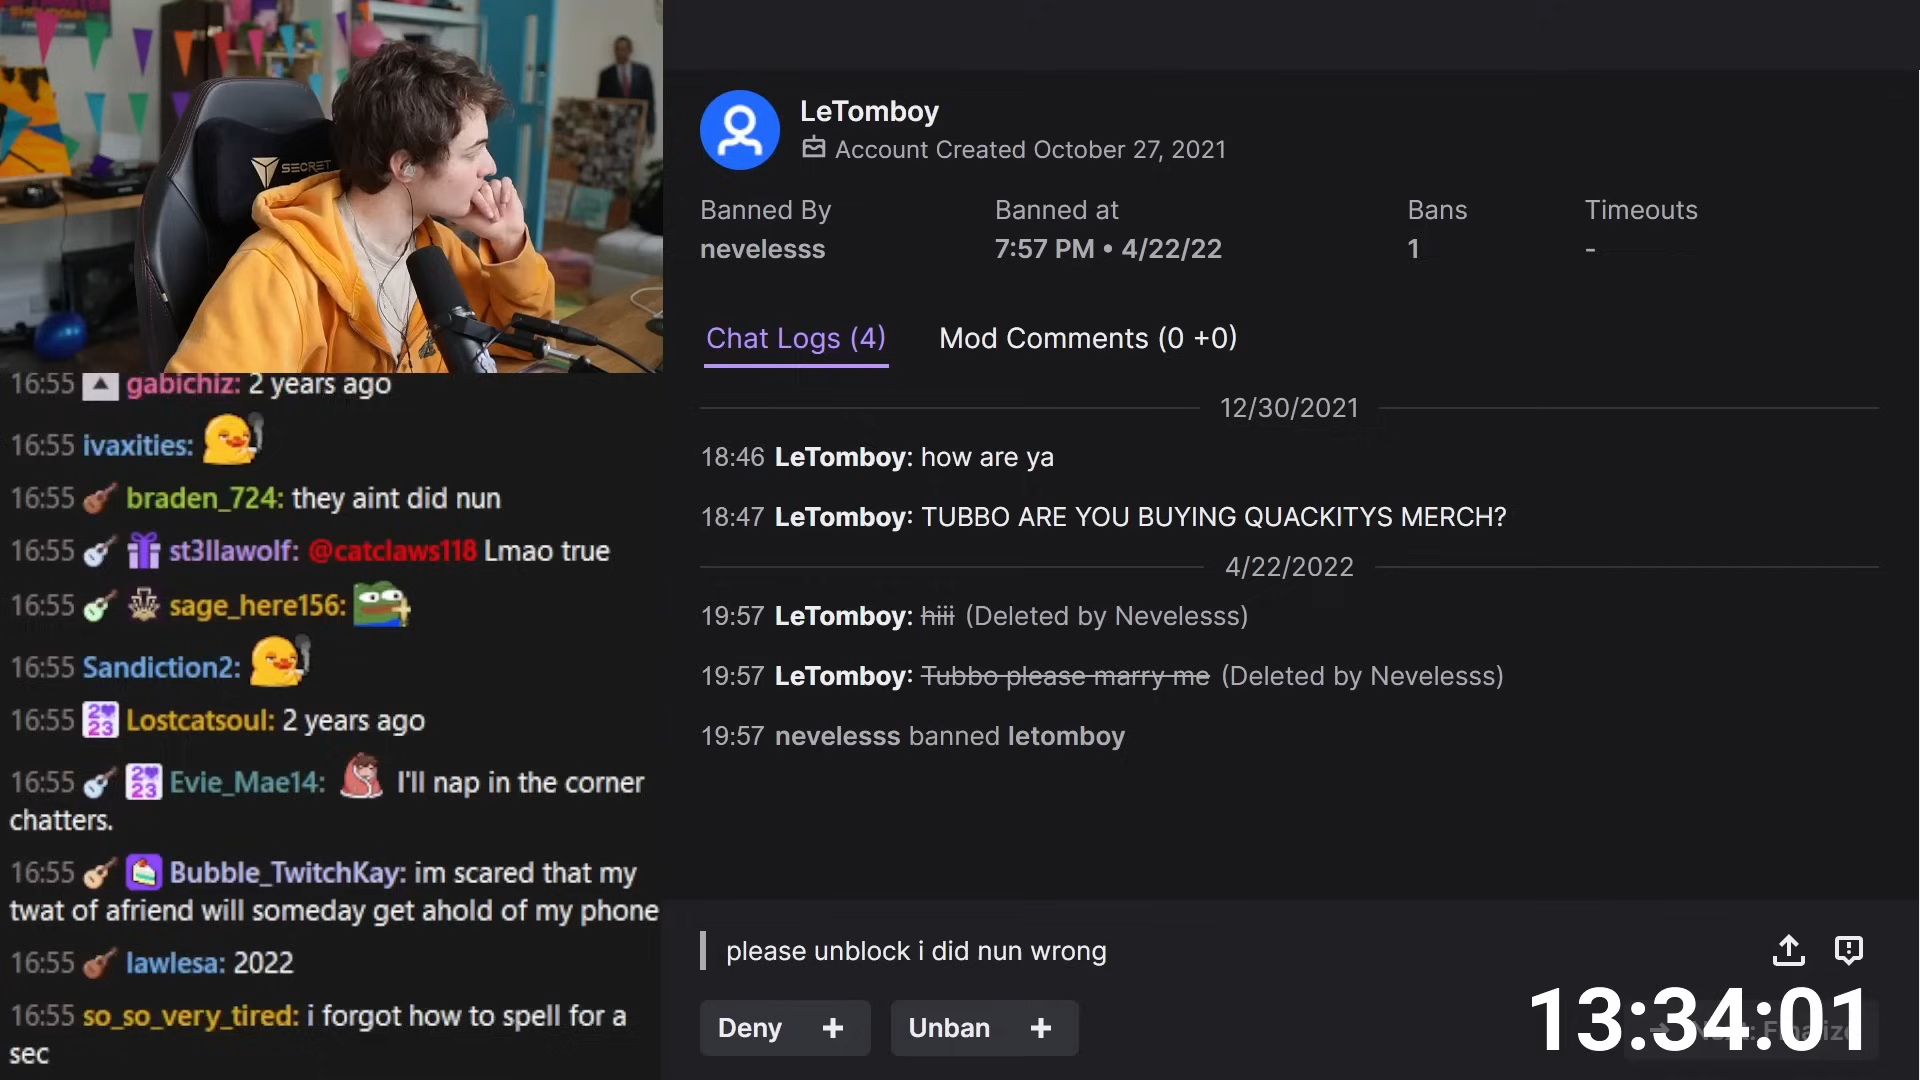 SECRET
16:55 gabichiz: 2 years ago
16:55 ivaxities:
16:55 braden_724: they aint did nun
16:55 st3llawolf: @catclaws118 Lmao true
16:55 sage_here156:
16:55 Sandiction2:
16:55 Lostcatsoul: 2 years ago
16:55 Evie_Mae14: I'll nap in the corner
chatters.
16:55 Bubble_TwitchKay: im scared that my
twat of afriend will someday get ahold of my phone
16:55 lawlesa: 2022
16:55 so_so_very_tired: i forgot how to spell for a
sec
LeTomboy
Account Created October 27, 2021
Banned By Banned at Bans Timeouts
nevelesss 7:57 PM • 4/22/22 1 -
Chat Logs (4) Mod Comments (0 +0)
12/30/2021
18:46 LeTomboy: how are ya
18:47 LeTomboy: TUBBO ARE YOU BUYING QUACKITYS MERCH?
4/22/2022
19:57 LeTomboy: hiii (Deleted by Nevelesss)
19:57 LeTomboy: Tubbo please marry me (Deleted by Nevelesss)
19:57 nevelesss banned letomboy
please unblock i did nun wrong
Deny + Unban +
13:34:01